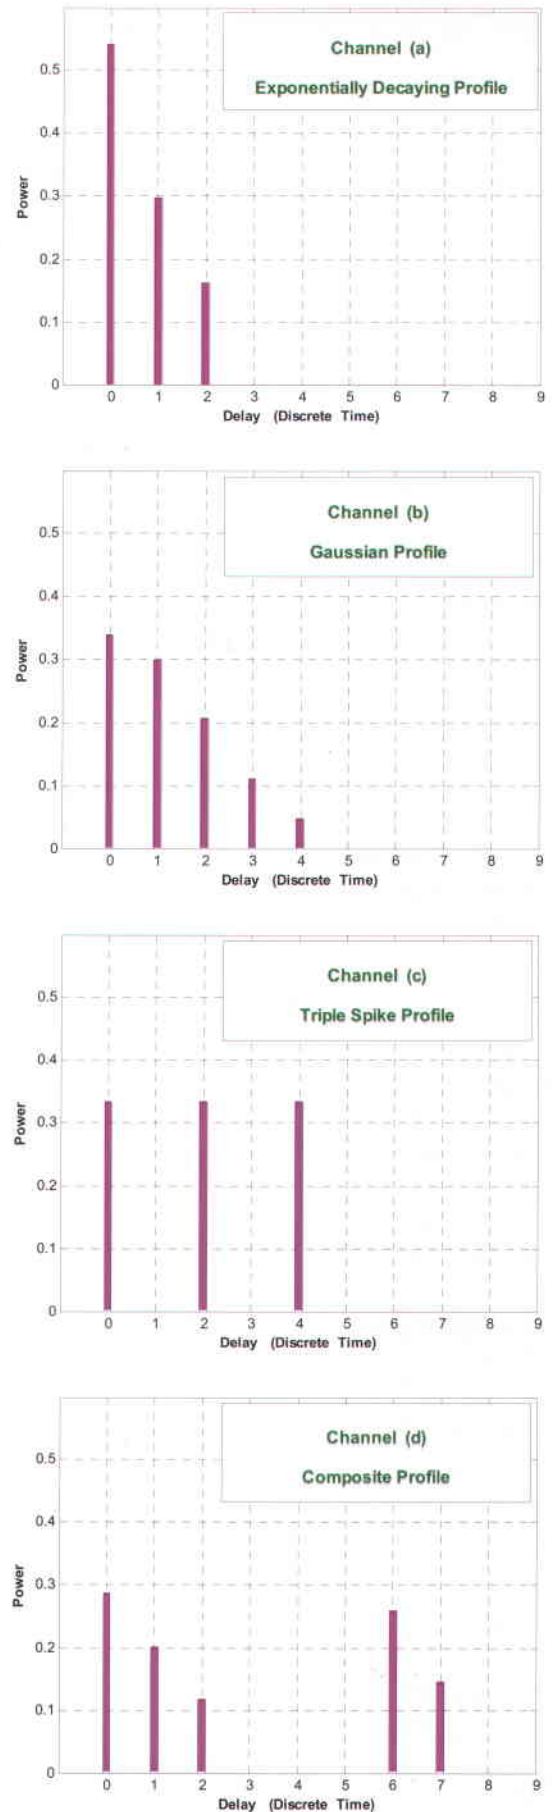 Channel (a)
Exponentially Decaying Profile
0.5
0.4
0.3
0.2
0.1
0
Power
0 1 2 3 4 5 6 7 8 9
Delay (Discrete Time)
Channel (b)
Gaussian Profile
0.5
0.4
0.3
0.2
0.1
0
Power
0 1 2 3 4 5 6 7 8 9
Delay (Discrete Time)
Channel (c)
Triple Spike Profile
0.5
0.4
0.3
0.2
0.1
0
Power
0 1 2 3 4 5 6 7 8 9
Delay (Discrete Time)
Channel (d)
Composite Profile
0.5
0.4
0.3
0.2
0.1
0
Power
0 1 2 3 4 5 6 7 8 9
Delay (Discrete Time)